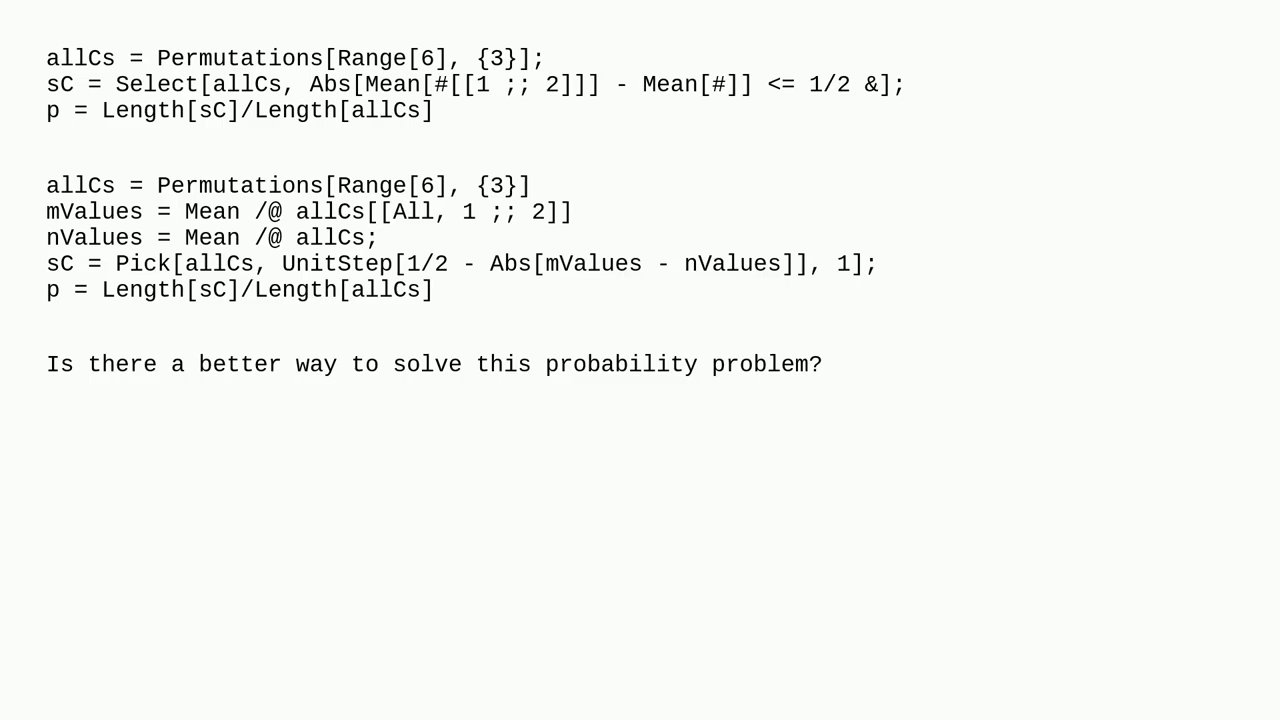 allCs = Permutations[Range[6], {3}];
sC = Select[allCs, Abs[Mean[#[[1 ;; 2]]] - Mean[#]] <= 1/2 &];
p = Length[sC]/Length[allCs]
allCs = Permutations[Range[6], {3}]
mValues = Mean /@ allCs[[All, 1 ;; 2]]
nValues = Mean /@ allCs;
sC = Pick[allCs, UnitStep[1/2 - Abs[mValues - nValues]], 1];
p = Length[sC]/Length[allCs]
Is there a better way to solve this probability problem?